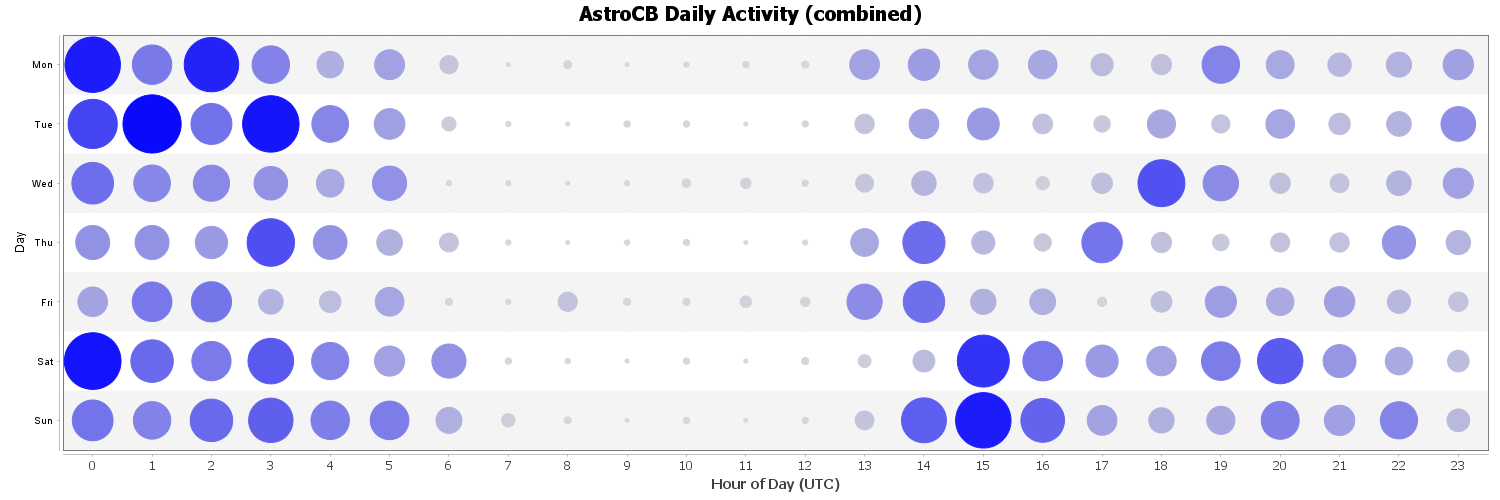 AstroCB Daily Activity (combined)
Day
Mon
Tue
Wed
Thu
Fri
Sat
Sun
0 1 2 3 4 5 6 7 8 9 10 11 12 13 14 15 16 17 18 19 20 21 22 23
Hour of Day (UTC)